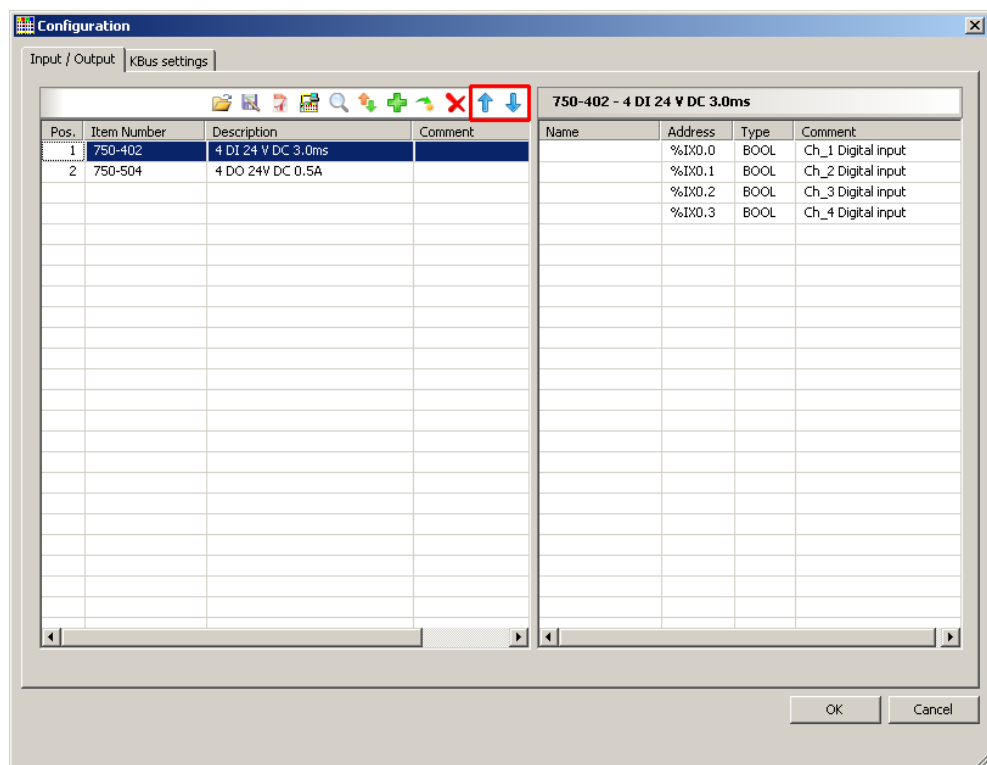 Configuration
Input / Output KBus settings
750-402 - 4 DI 24 V DC 3.0ms
Pos. Item Number Description Comment
1 750-402 4 DI 24 V DC 3.0ms
2 750-504 4 DO 24V DC 0.5A
Name Address Type Comment
%IX0.0 BOOL Ch_1 Digital input
%IX0.1 BOOL Ch_2 Digital input
%IX0.2 BOOL Ch_3 Digital input
%IX0.3 BOOL Ch_4 Digital input
OK Cancel